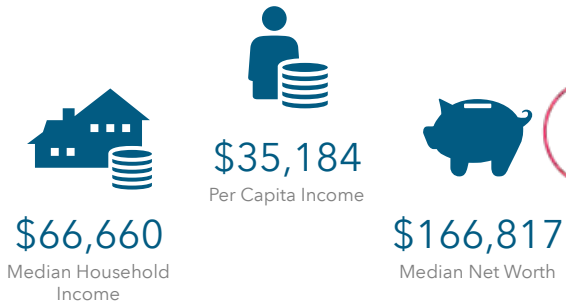 $35,184
Per Capita Income
$66,660
Median Household
Income
$166,817
Median Net Worth